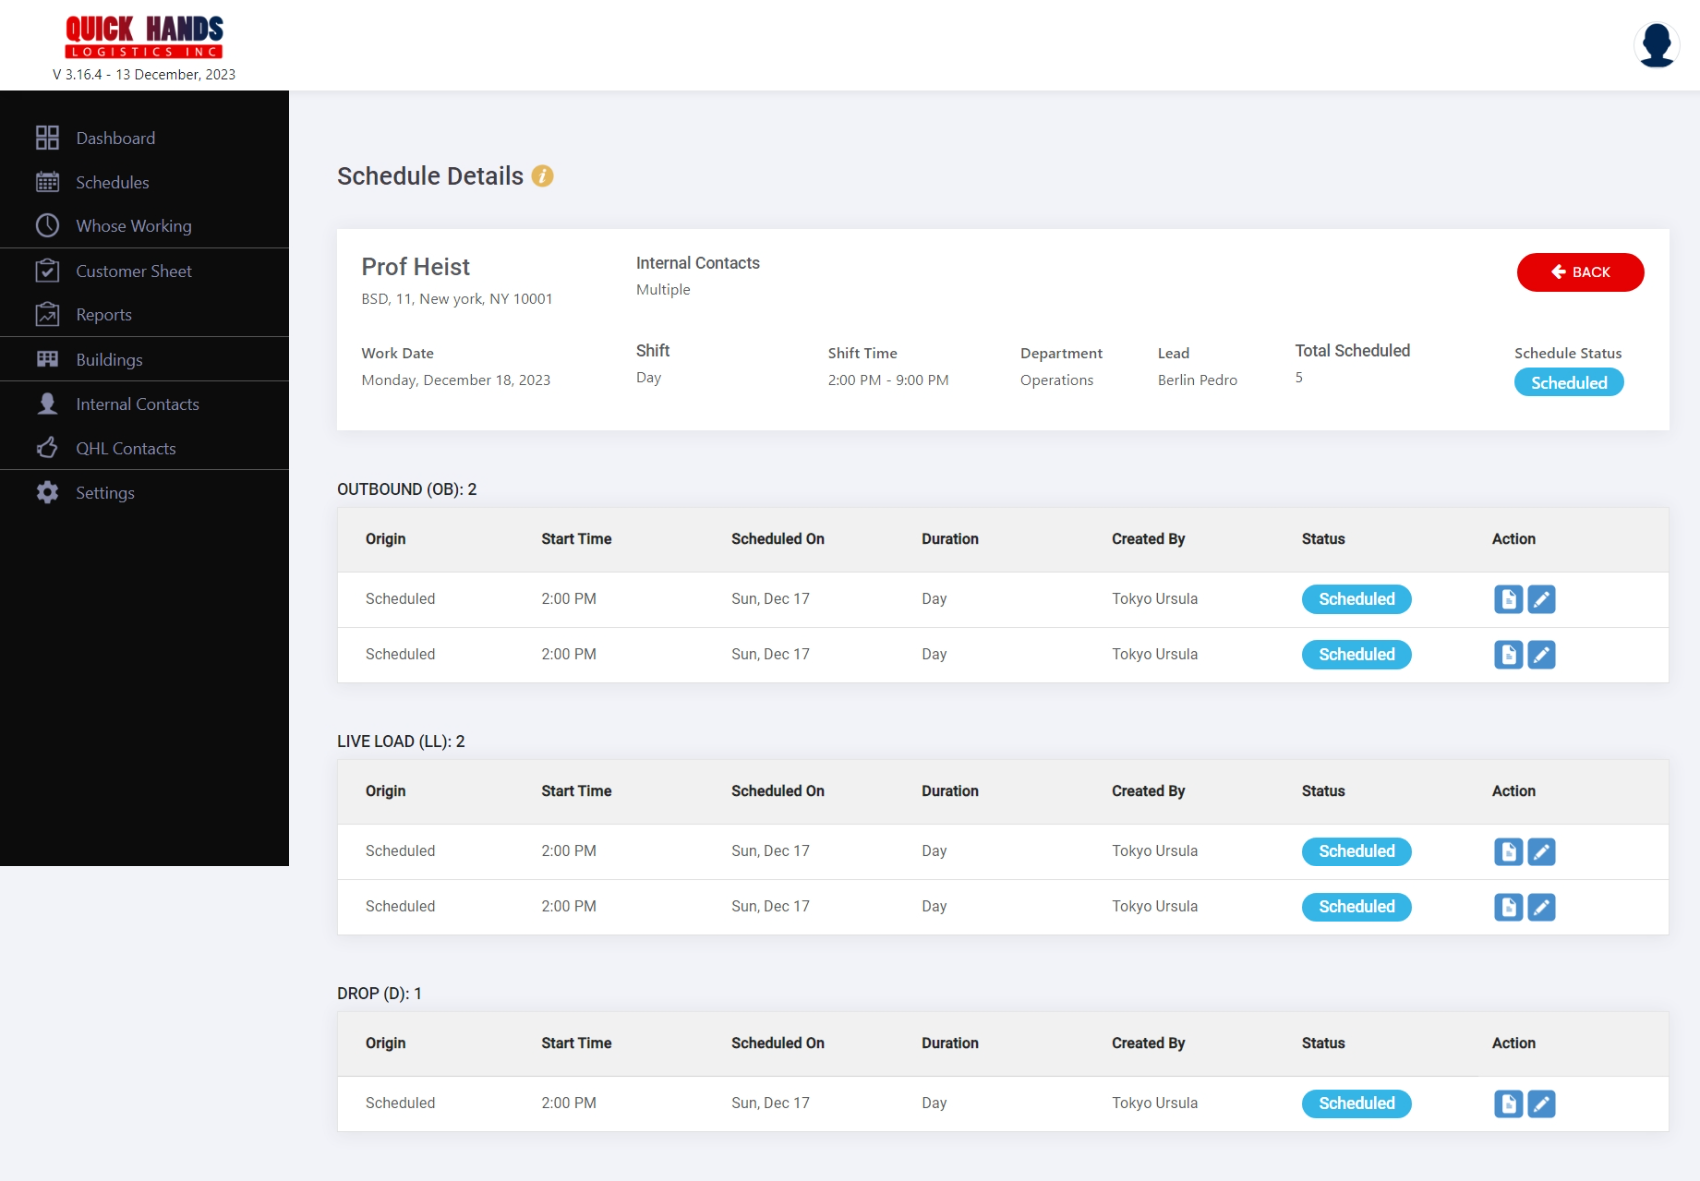 QUICK HANDS
LOGISTICS INC
V 3.16.4 - 13 December, 2023
Dashboard
Schedules
Whose Working
Customer Sheet
Reports
Buildings
Internal Contacts
QHL Contacts
Settings
Schedule Details i
Prof Heist
BSD, 11, New york, NY 10001
Internal Contacts
Multiple
BACK
Work Date
Monday, December 18, 2023
Shift
Day
Shift Time
2:00 PM - 9:00 PM
Department
Operations
Lead
Berlin Pedro
Total Scheduled
5
Schedule Status
Scheduled
OUTBOUND (OB): 2
Origin Start Time Scheduled On Duration Created By Status Action
Scheduled 2:00 PM Sun, Dec 17 Day Tokyo Ursula Scheduled
Scheduled 2:00 PM Sun, Dec 17 Day Tokyo Ursula Scheduled
LIVE LOAD (LL): 2
Origin Start Time Scheduled On Duration Created By Status Action
Scheduled 2:00 PM Sun, Dec 17 Day Tokyo Ursula Scheduled
Scheduled 2:00 PM Sun, Dec 17 Day Tokyo Ursula Scheduled
DROP (D): 1
Origin Start Time Scheduled On Duration Created By Status Action
Scheduled 2:00 PM Sun, Dec 17 Day Tokyo Ursula Scheduled